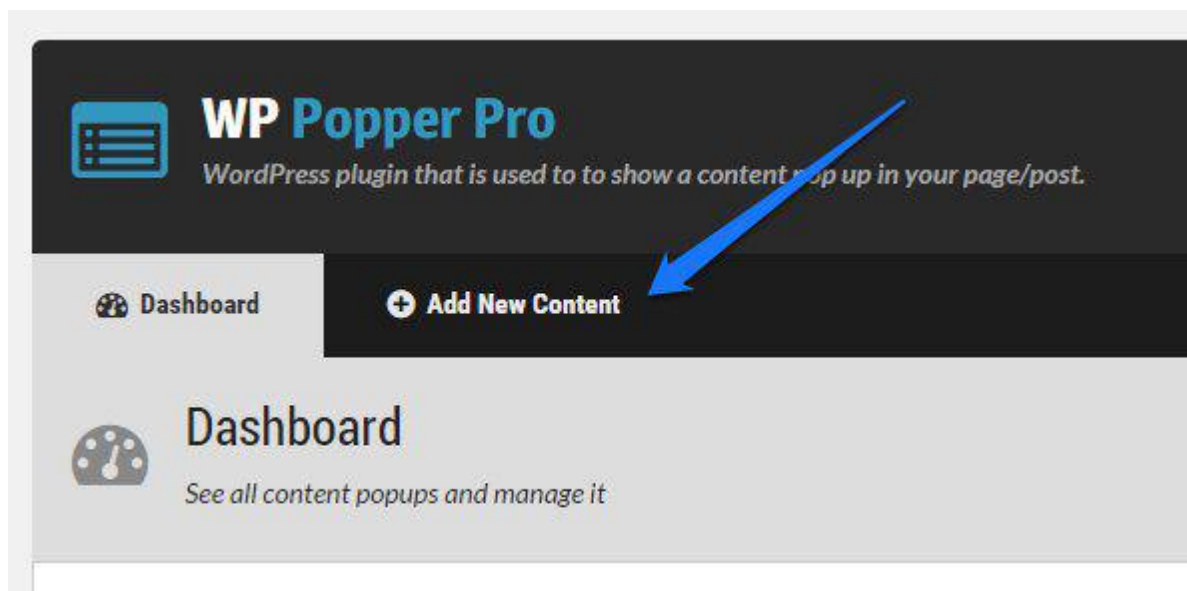 WP Popper Pro
WordPress plugin that is used to to show a content pop up in your page/post.
Dashboard
Add New Content
Dashboard
See all content popups and manage it